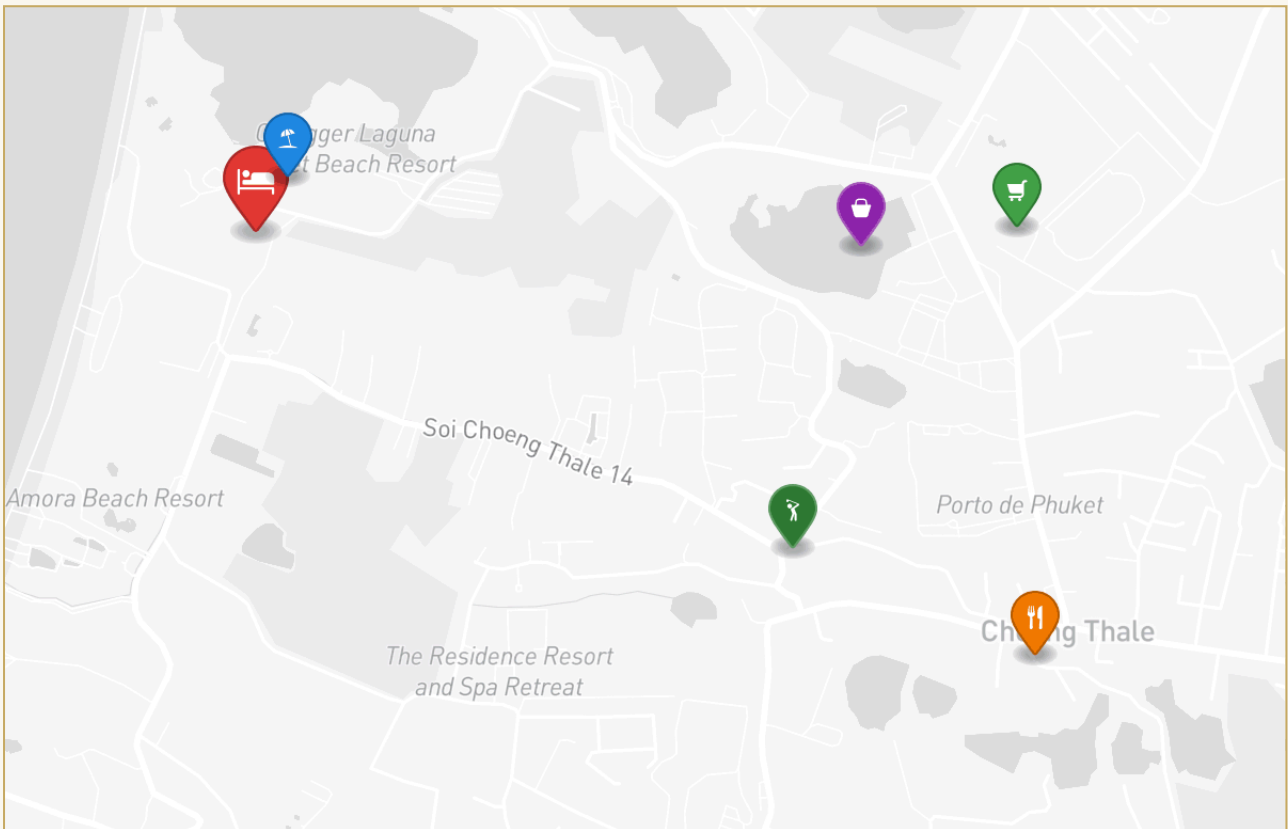 Laguna
Beach Resort
Soi Choeng Thale 14
Amora Beach Resort
Porto de Phuket
Thale
The Residence Resort
and Spa Retreat